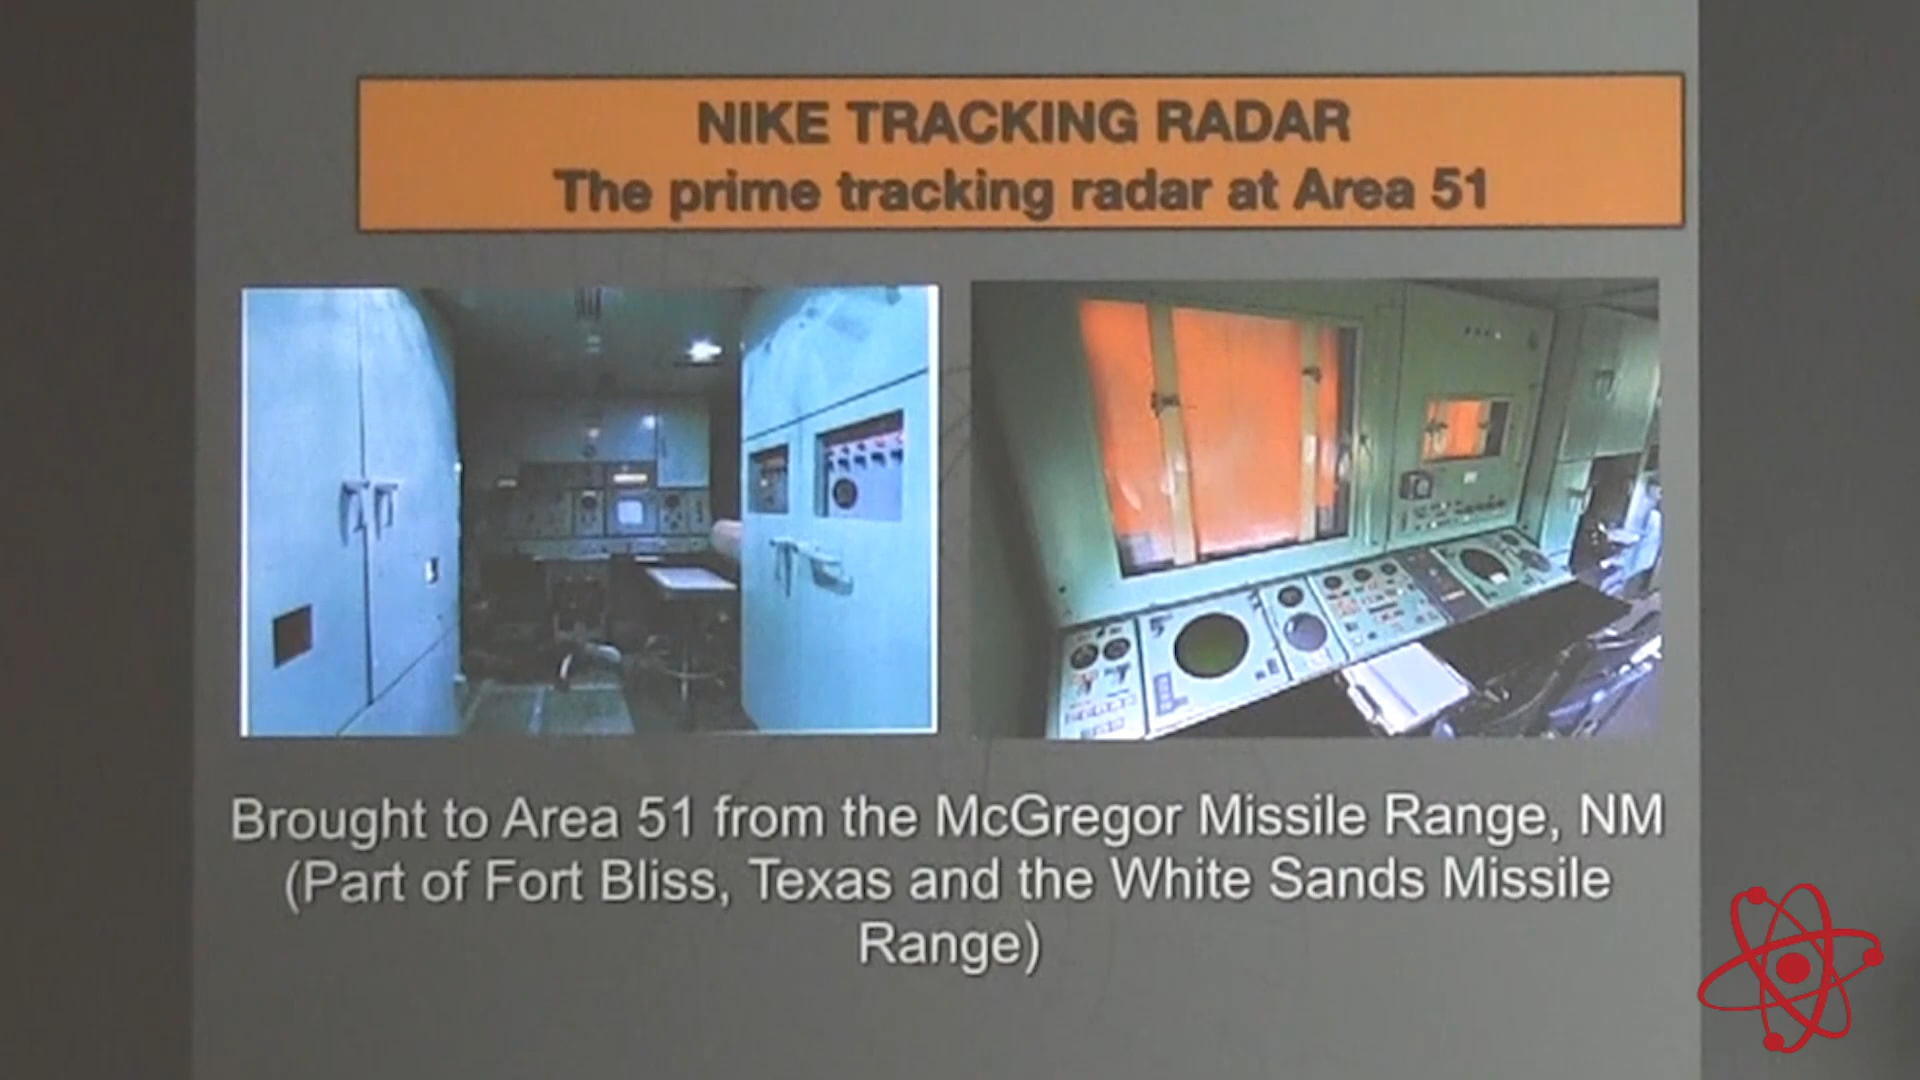 NIKE TRACKING RADAR
The prime tracking radar at Area 51
Brought to Area 51 from the McGregor Missile Range, NM
(Part of Fort Bliss, Texas and the White Sands Missile
Range)